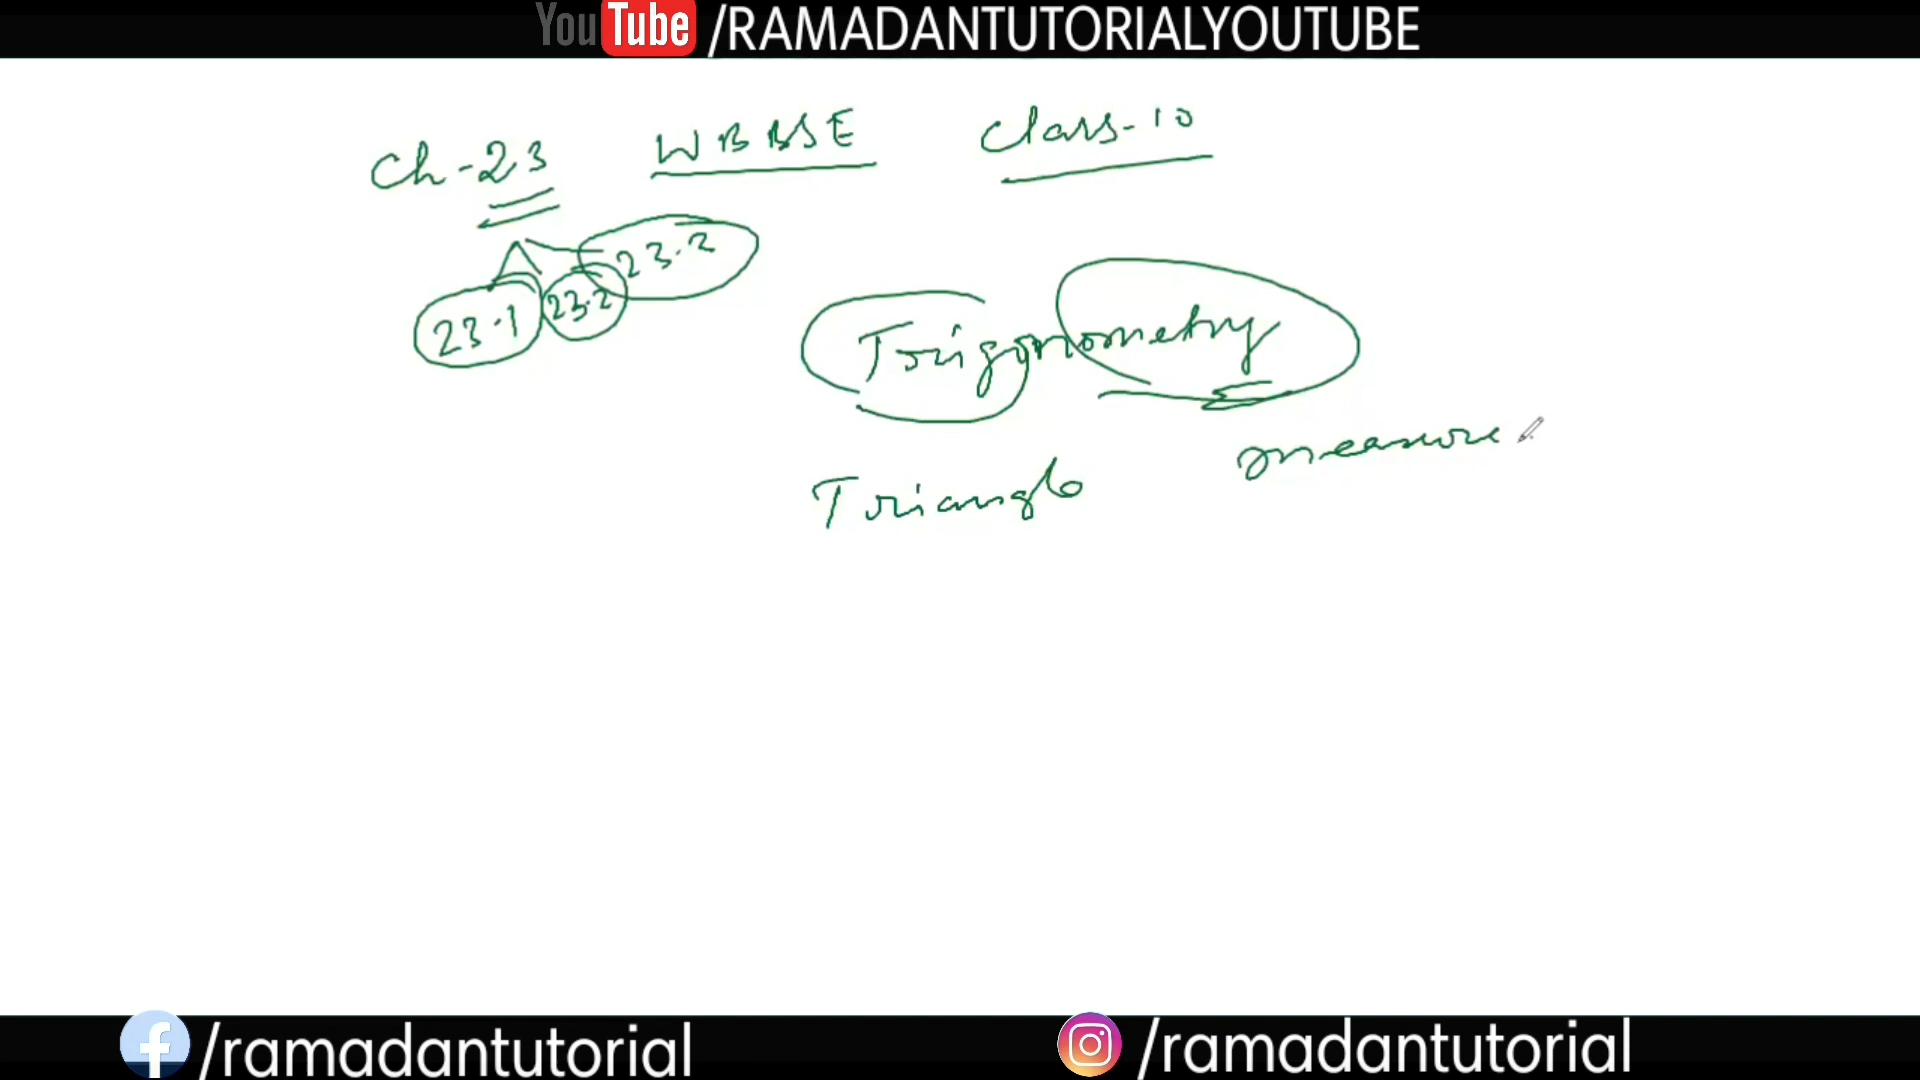 YouTube /RAMADANTUTORIALYOUTUBE
Ch-23 WBBSE Class-10
23.1 23.2 23.2
Trigonometry
Triangle measure
/ramadantutorial /ramadantutorial